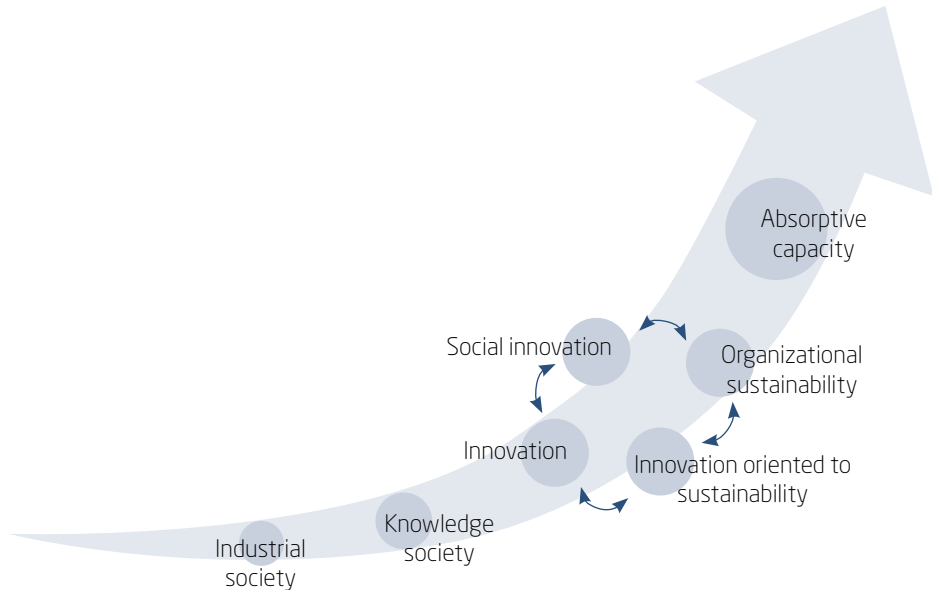 Absorptive
capacity
Social innovation
Organizational
sustainability
Innovation
Innovation oriented to
sustainability
Knowledge
society
Industrial
society